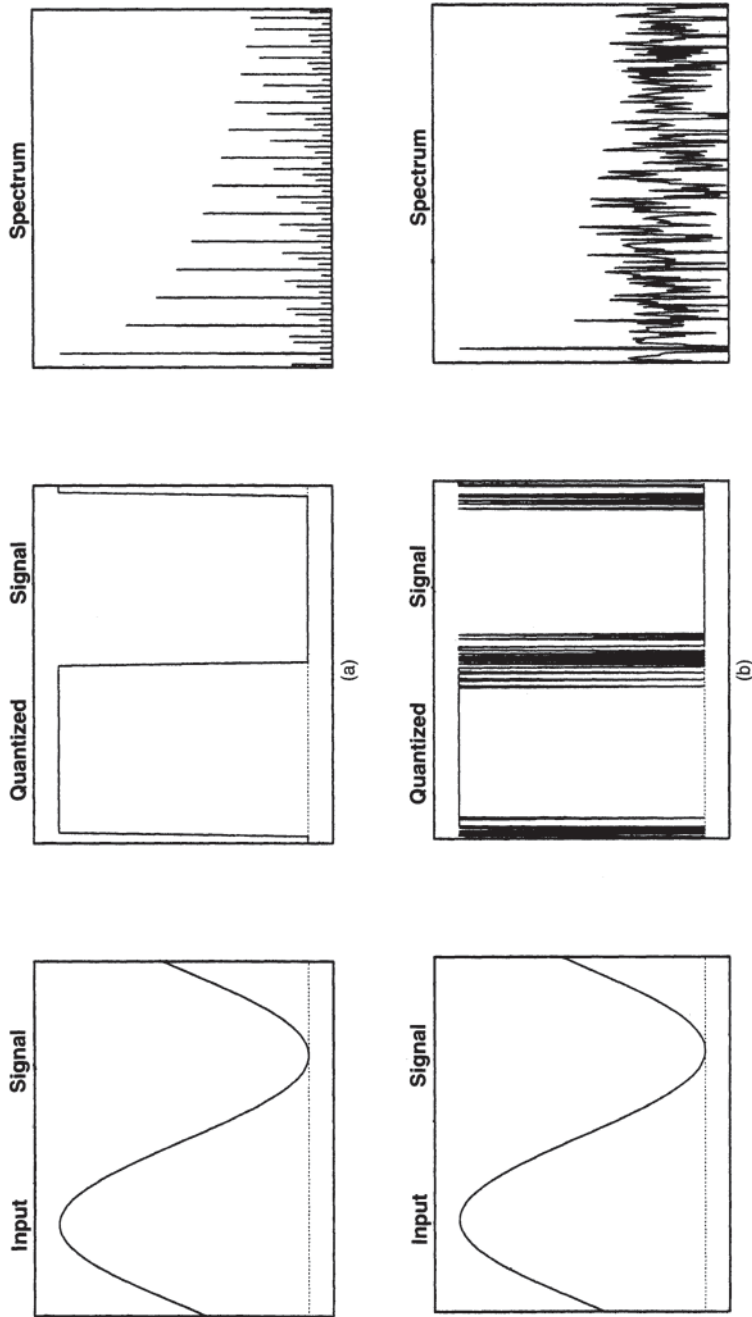 Input Signal
Quantized Signal
Spectrum
(a)
Input Signal
Quantized Signal
Spectrum
(b)